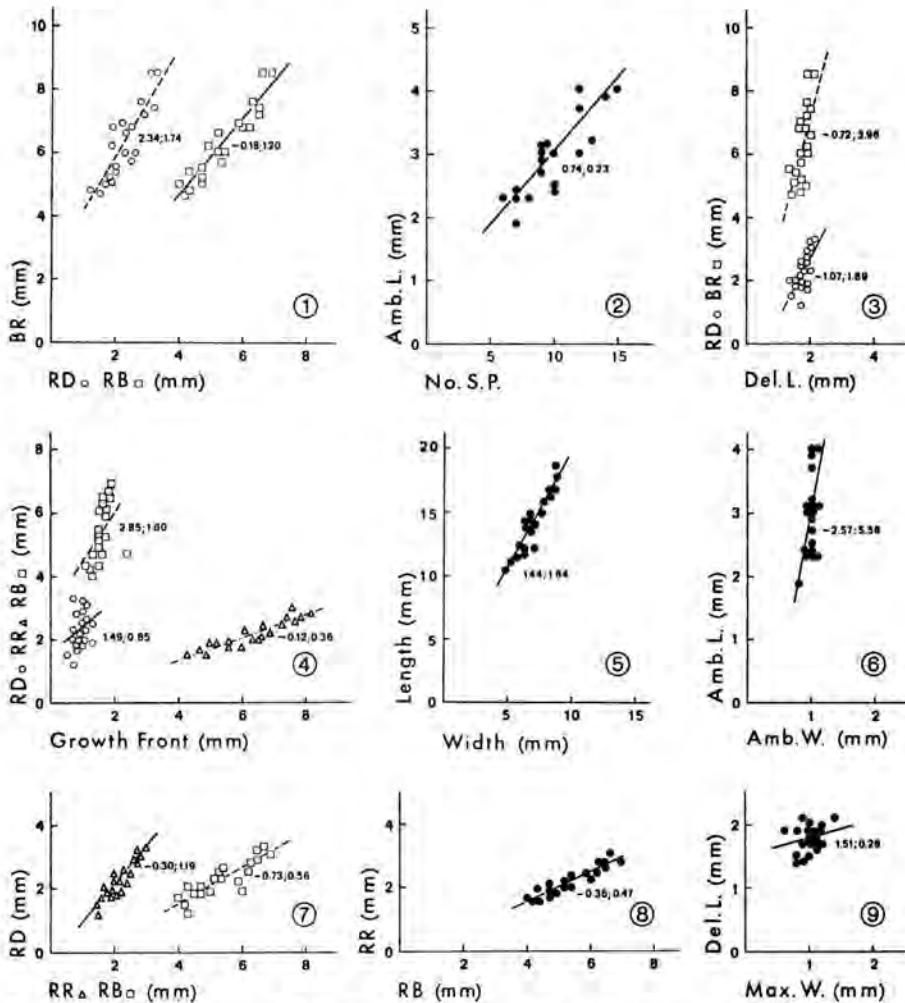 10
8
6
4
2
0
BR (mm)
2.34;1.74
-0.18;1.20
1
2 4 6 8
RD○ RB□ (mm)
5
4
3
2
1
0
Amb. L. (mm)
0.74;0.23
2
5 10 15
No. S.P.
10
8
6
4
2
0
RD○ BR□ (mm)
-0.72;3.96
-1.07;1.89
3
2 4
Del. L. (mm)
8
6
4
2
0
RD○ RR△ RB□ (mm)
2.85;1.60
1.49;0.85
-0.12;0.36
4
2 4 6 8
Growth Front (mm)
20
15
10
5
0
Length (mm)
1.44;1.84
5
5 10 15
Width (mm)
4
3
2
1
0
Amb. L. (mm)
-2.57;5.38
6
1 2
Amb. W. (mm)
4
2
0
RD (mm)
-0.30;1.19
-0.73;0.56
7
2 4 6 8
RR△ RB□ (mm)
4
2
0
RR (mm)
-0.36;0.47
8
2 4 6 8
RB (mm)
2
1
0
Del. L. (mm)
1.51;0.28
9
1 2
Max. W. (mm)